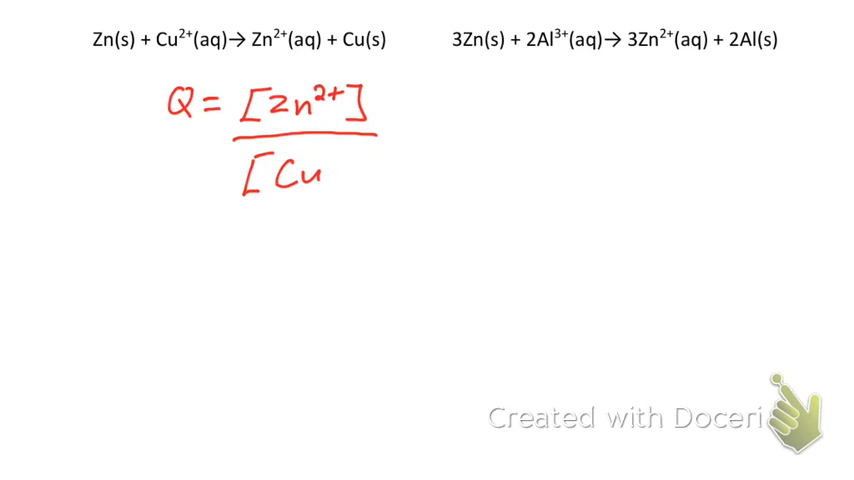 Zn(s) + Cu²⁺(aq)→ Zn²⁺(aq) + Cu(s)
3Zn(s) + 2Al³⁺(aq)→ 3Zn²⁺(aq) + 2Al(s)
Q = [Zn²⁺]
[Cu
Created with Doceri